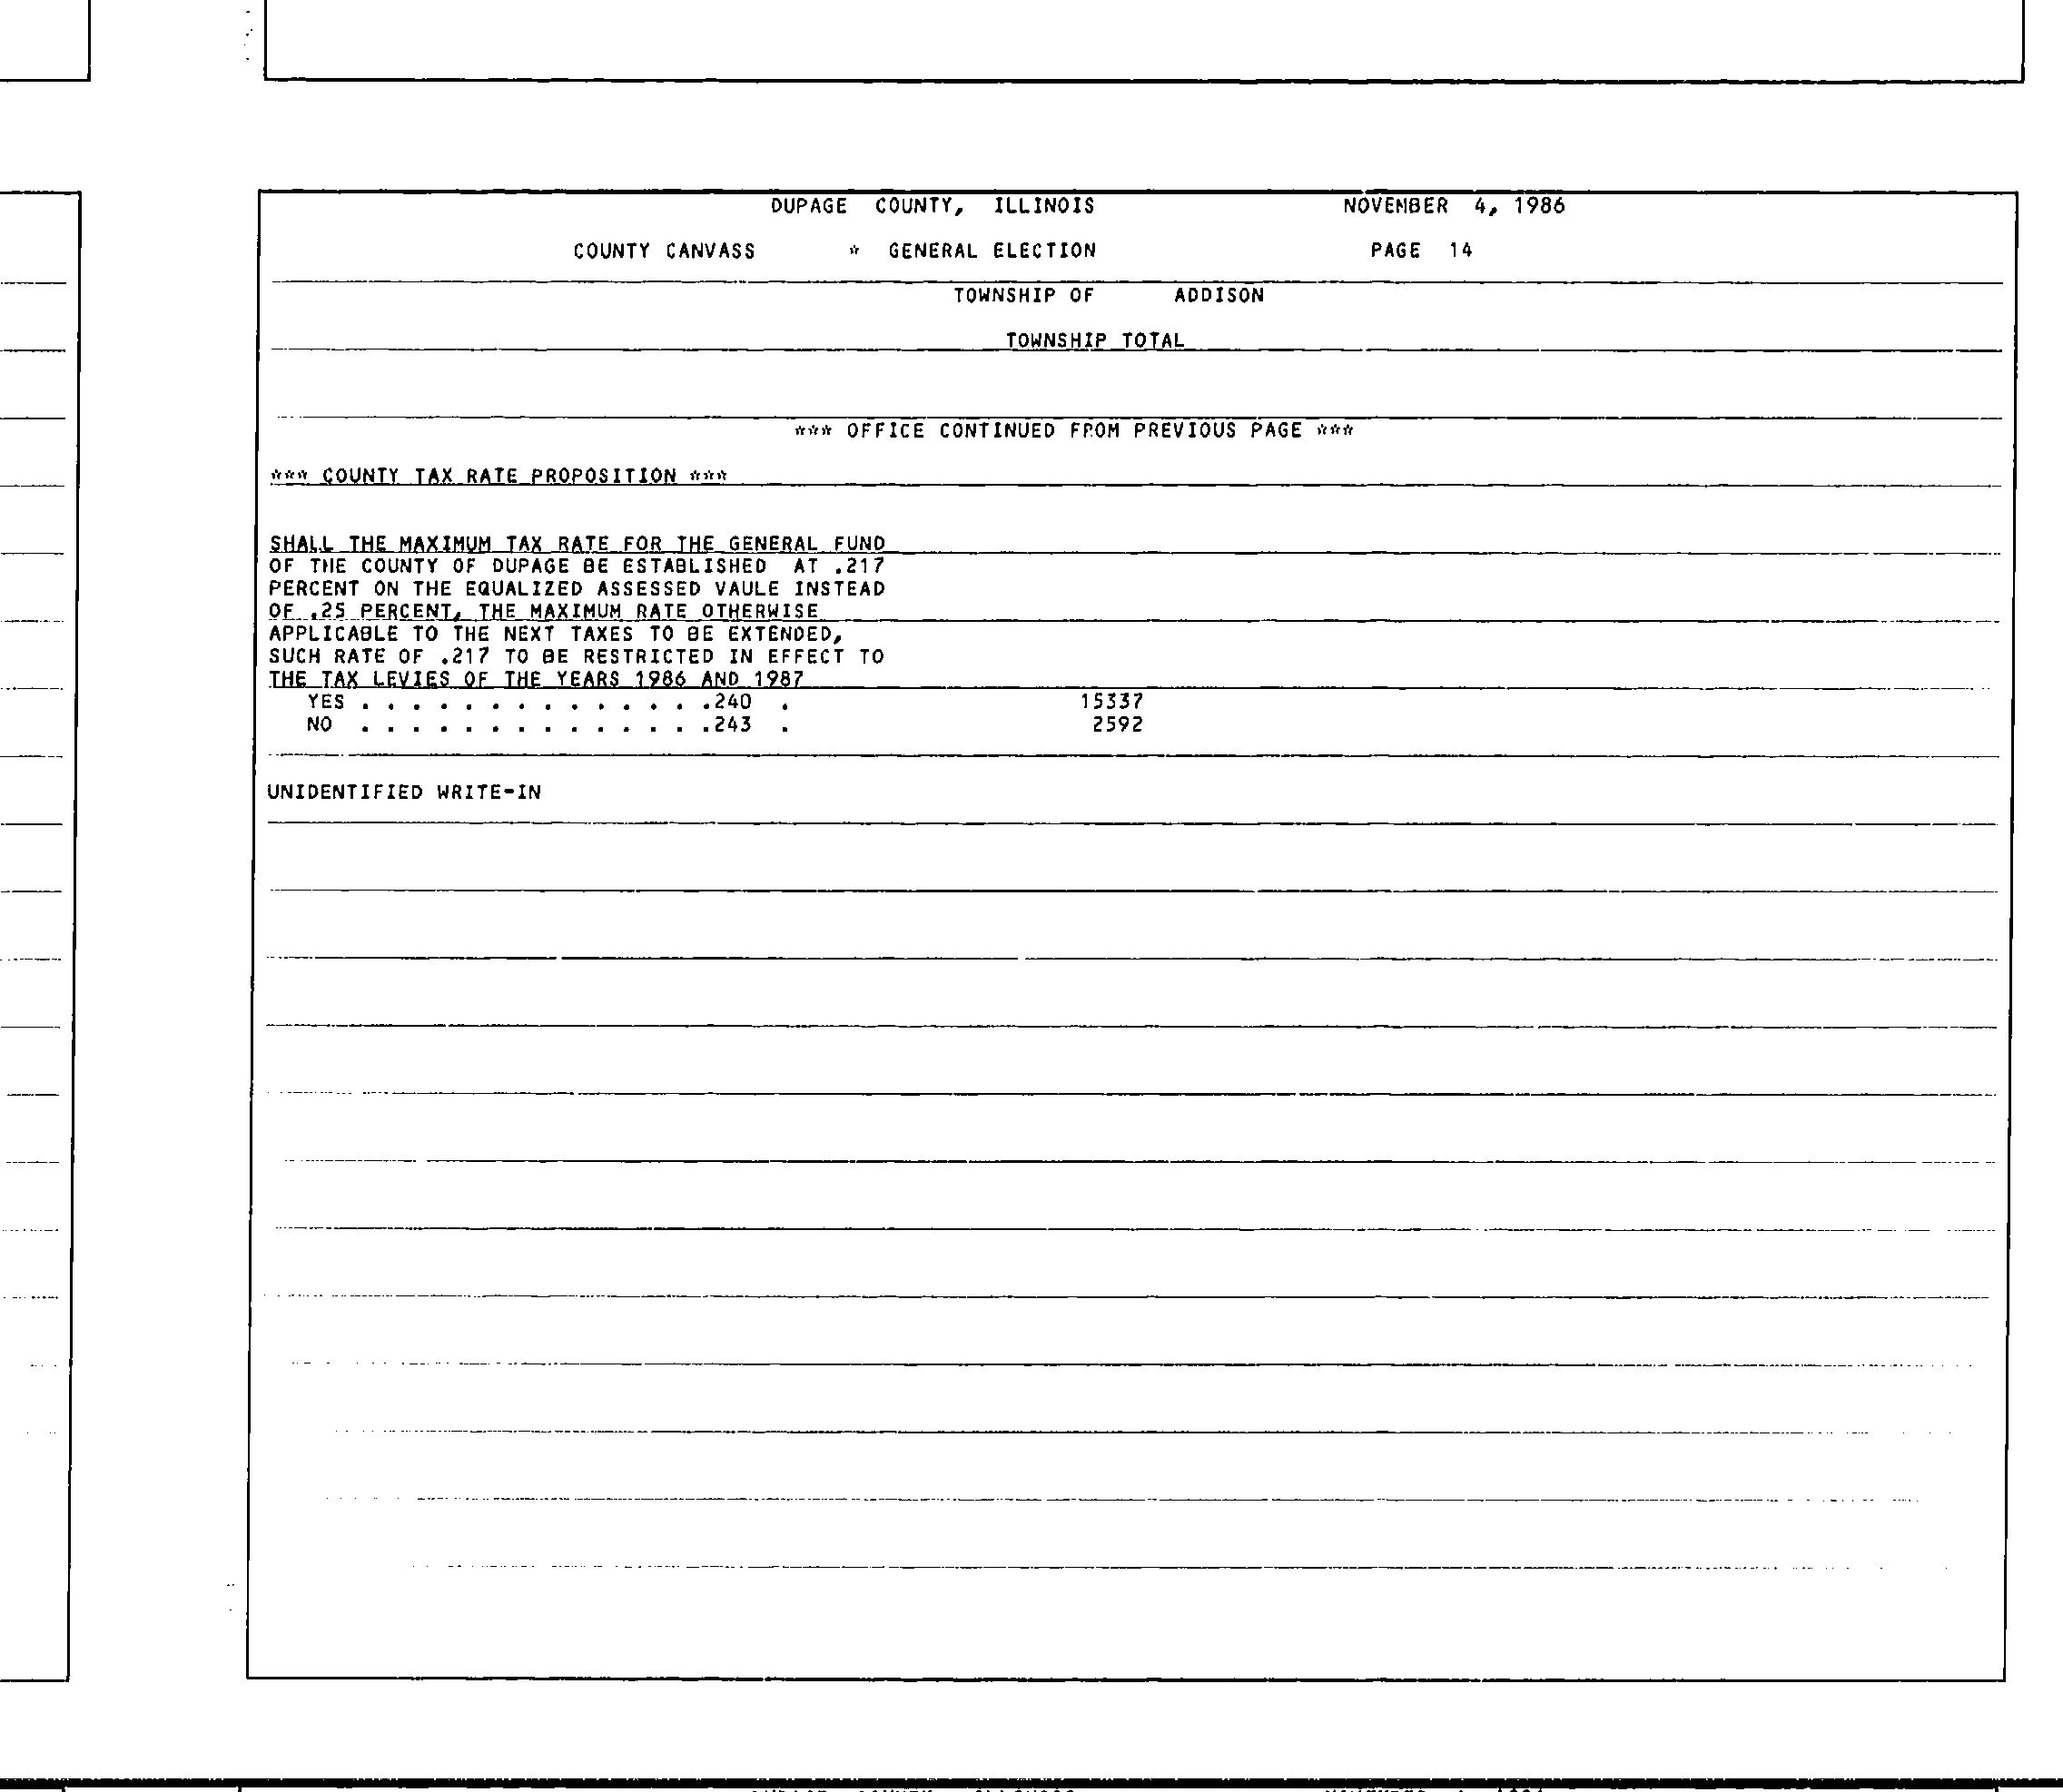 DUPAGE COUNTY, ILLINOIS NOVEMBER 4, 1986
COUNTY CANVASS * GENERAL ELECTION PAGE 14
TOWNSHIP OF ADDISON
TOWNSHIP TOTAL
*** OFFICE CONTINUED FROM PREVIOUS PAGE ***
*** COUNTY TAX RATE PROPOSITION ***
SHALL THE MAXIMUM TAX RATE FOR THE GENERAL FUND
OF THE COUNTY OF DUPAGE BE ESTABLISHED AT .217
PERCENT ON THE EQUALIZED ASSESSED VAULE INSTEAD
OF .25 PERCENT, THE MAXIMUM RATE OTHERWISE
APPLICABLE TO THE NEXT TAXES TO BE EXTENDED,
SUCH RATE OF .217 TO BE RESTRICTED IN EFFECT TO
THE TAX LEVIES OF THE YEARS 1986 AND 1987
YES . . . . . . . . . . . . . .240 . 15337
NO . . . . . . . . . . . . . .243 . 2592
UNIDENTIFIED WRITE-IN